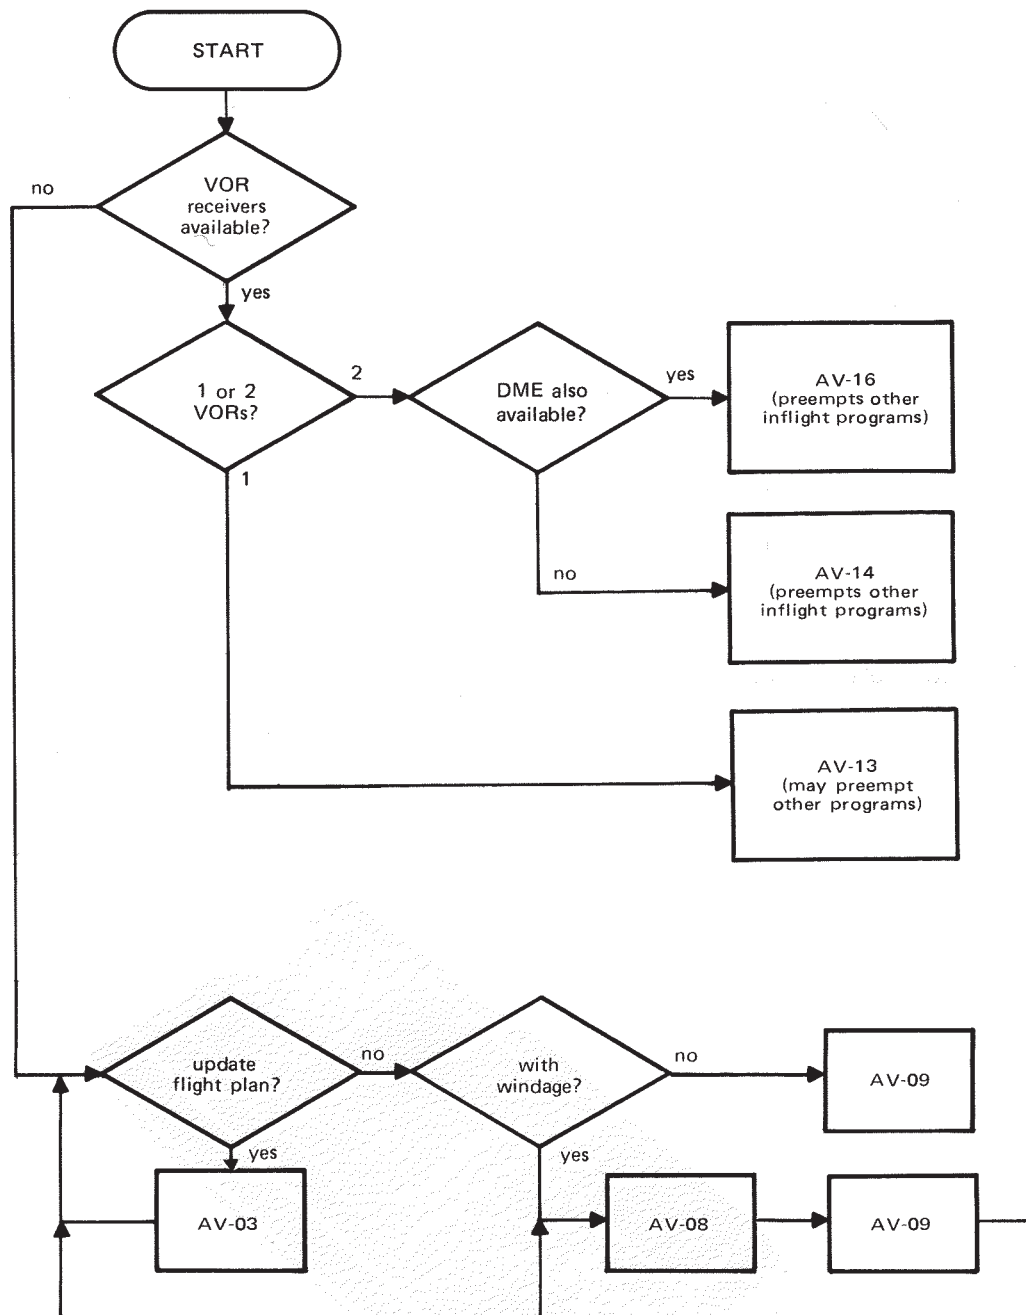 START
no
VOR
receivers
available?
yes
1 or 2
VORs?
2
1
DME also
available?
yes
no
AV-16
(preempts other
inflight programs)
AV-14
(preempts other
inflight programs)
AV-13
(may preempt
other programs)
update
flight plan?
no
yes
with
windage?
no
yes
AV-09
AV-03
AV-08
AV-09